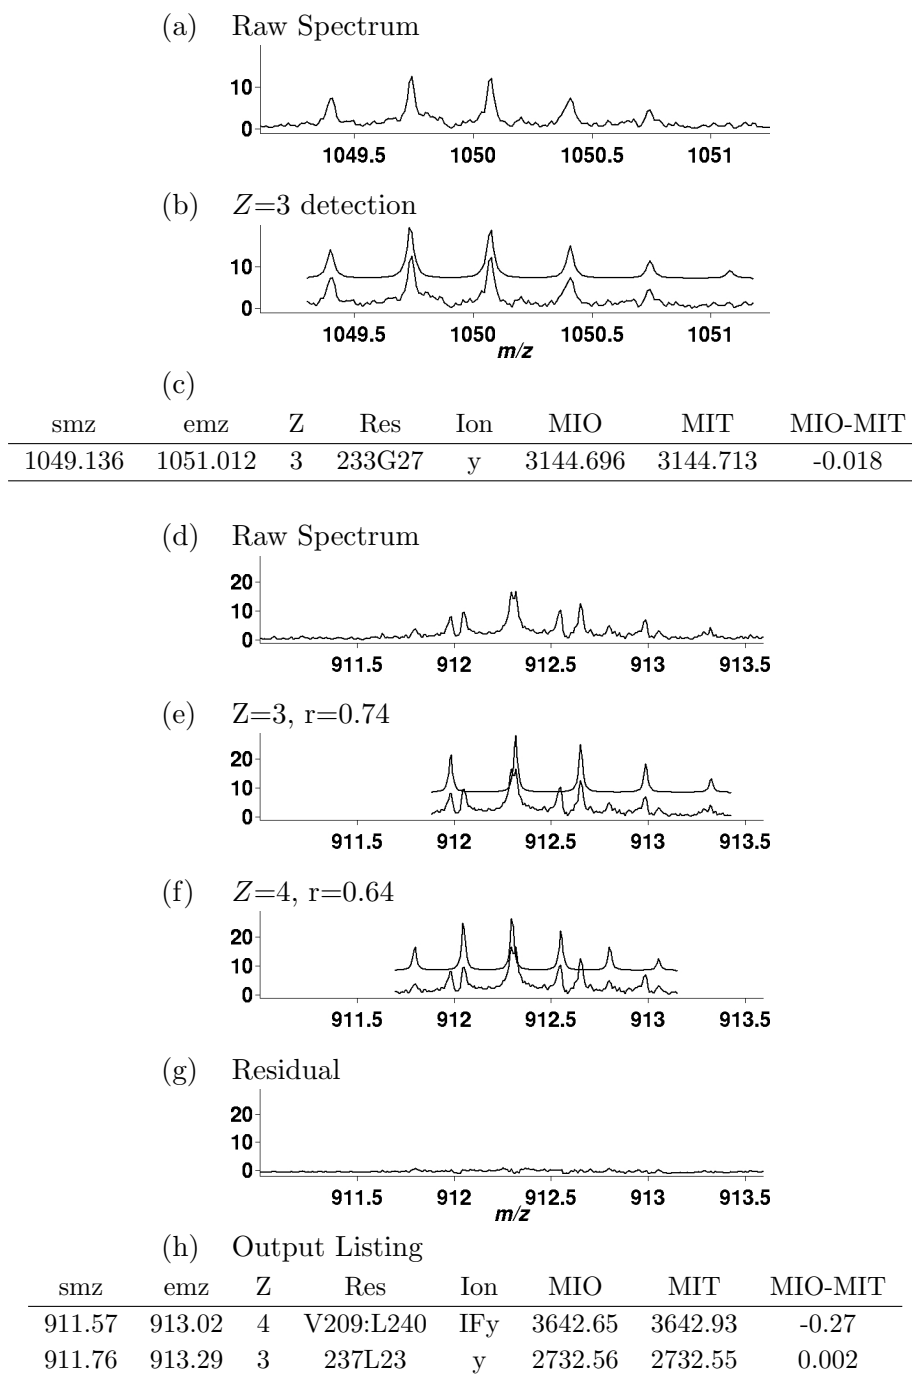 (a) Raw Spectrum
10
0
1049.5 1050 1050.5 1051
(b) Z=3 detection
10
0
1049.5 1050 1050.5 1051
m/z
(c)
smz emz Z Res Ion MIO MIT MIO-MIT
1049.136 1051.012 3 233G27 y 3144.696 3144.713 -0.018
(d) Raw Spectrum
20
10
0
911.5 912 912.5 913 913.5
(e) Z=3, r=0.74
20
10
0
911.5 912 912.5 913 913.5
(f) Z=4, r=0.64
20
10
0
911.5 912 912.5 913 913.5
(g) Residual
20
10
0
911.5 912 912.5 913 913.5
m/z
(h) Output Listing
smz emz Z Res Ion MIO MIT MIO-MIT
911.57 913.02 4 V209:L240 IFy 3642.65 3642.93 -0.27
911.76 913.29 3 237L23 y 2732.56 2732.55 0.002